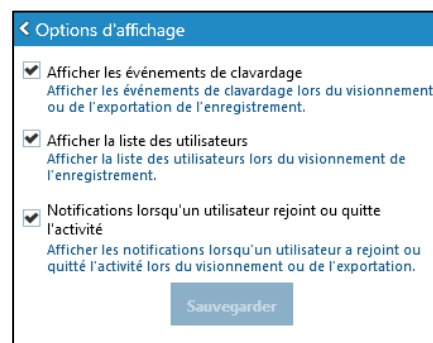 Options d'affichage
Afficher les événements de clavardage
Afficher les événements de clavardage lors du visionnement
ou de l'exportation de l'enregistrement.
Afficher la liste des utilisateurs
Afficher la liste des utilisateurs lors du visionnement de
l'enregistrement.
Notifications lorsqu'un utilisateur rejoint ou quitte
l'activité
Afficher les notifications lorsqu'un utilisateur a rejoint ou
quitté l'activité lors du visionnement ou de l'exportation.
Sauvegarder